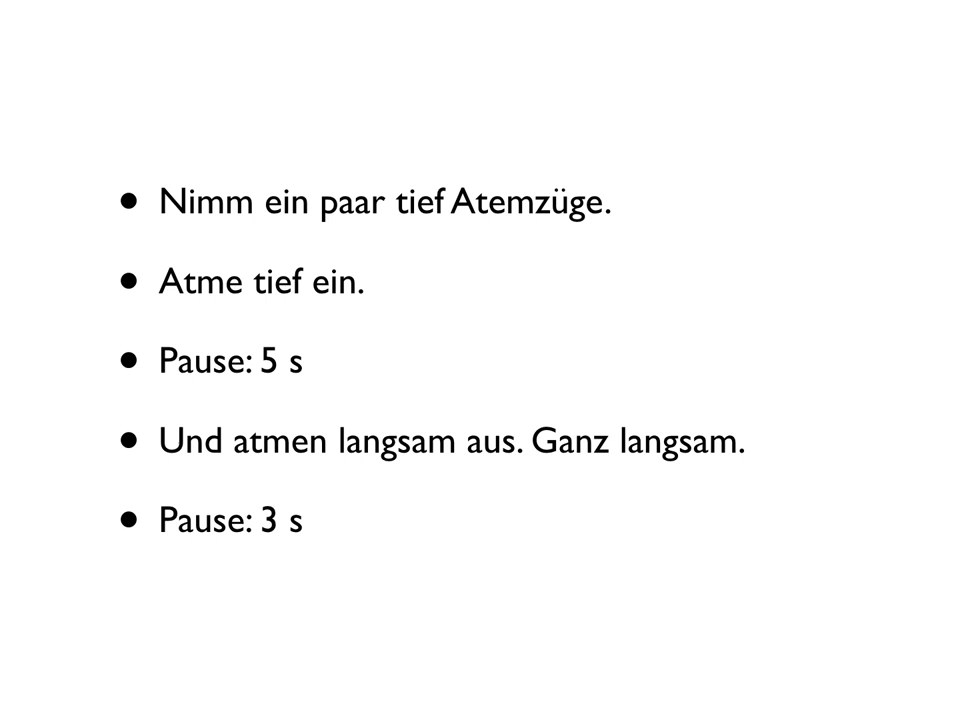 • Nimm ein paar tief Atemzüge.
• Atme tief ein.
• Pause: 5 s
• Und atmen langsam aus. Ganz langsam.
• Pause: 3 s